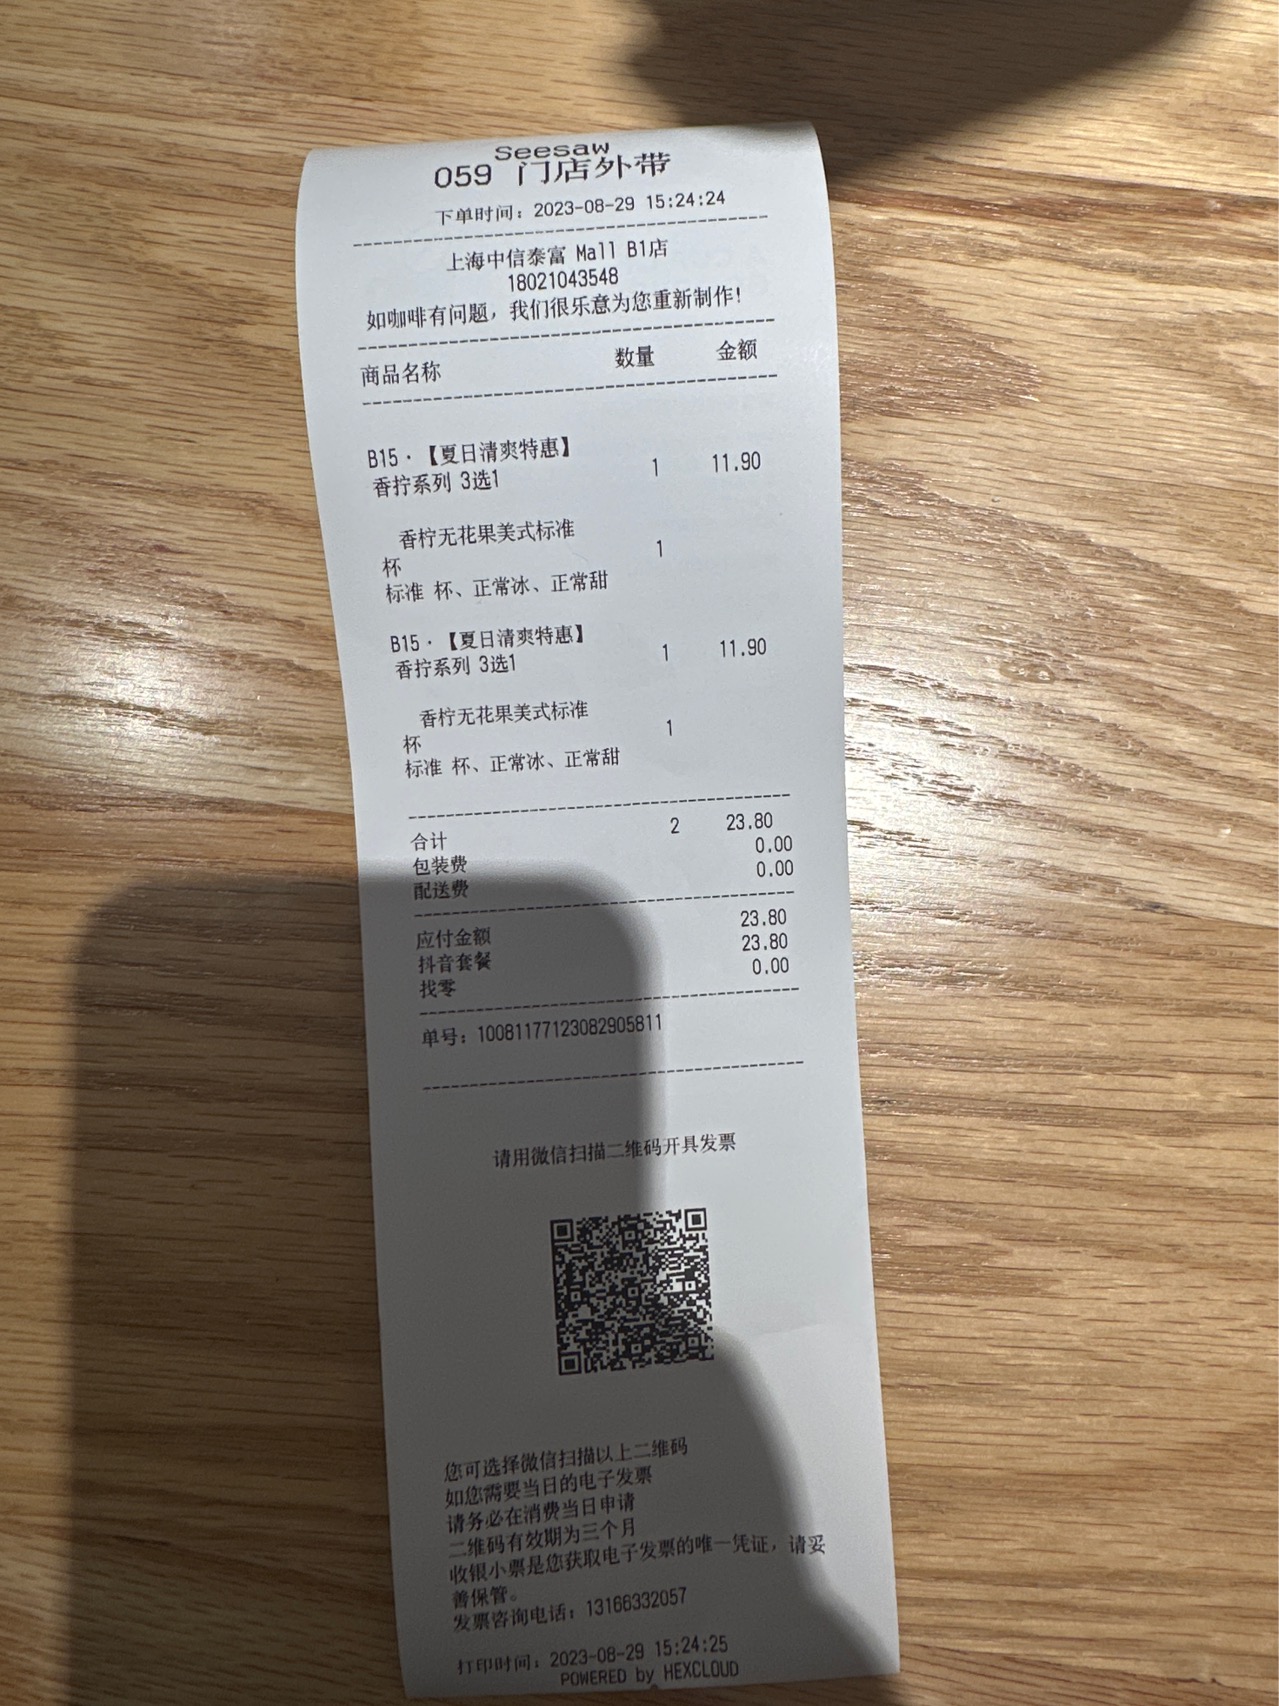 Seesaw
059 门店外带
下单时间：2023-08-29 15:24:24
上海中信泰富 Mall B1店
18021043548
如咖啡有问题，我们很乐意为您重新制作！
商品名称 数量 金额
B15·【夏日清爽特惠】
香拧系列 3选1 1 11.90
香柠无花果美式标准
杯 1
标准 杯、正常冰、正常甜
B15·【夏日清爽特惠】
香拧系列 3选1 1 11.90
香柠无花果美式标准
杯 1
标准 杯、正常冰、正常甜
合计 2 23.80
包装费 0.00
配送费 0.00
应付金额 23.80
抖音套餐 23.80
找零 0.00
单号：10081177123082905811
请用微信扫描二维码开具发票
您可选择微信扫描以上二维码
如您需要当日的电子发票
请务必在消费当日申请
二维码有效期为三个月
收银小票是您获取电子发票的唯一凭证，请妥
善保管。
发票咨询电话：13166332057
打印时间：2023-08-29 15:24:25
POWERED by HEXCLOUD